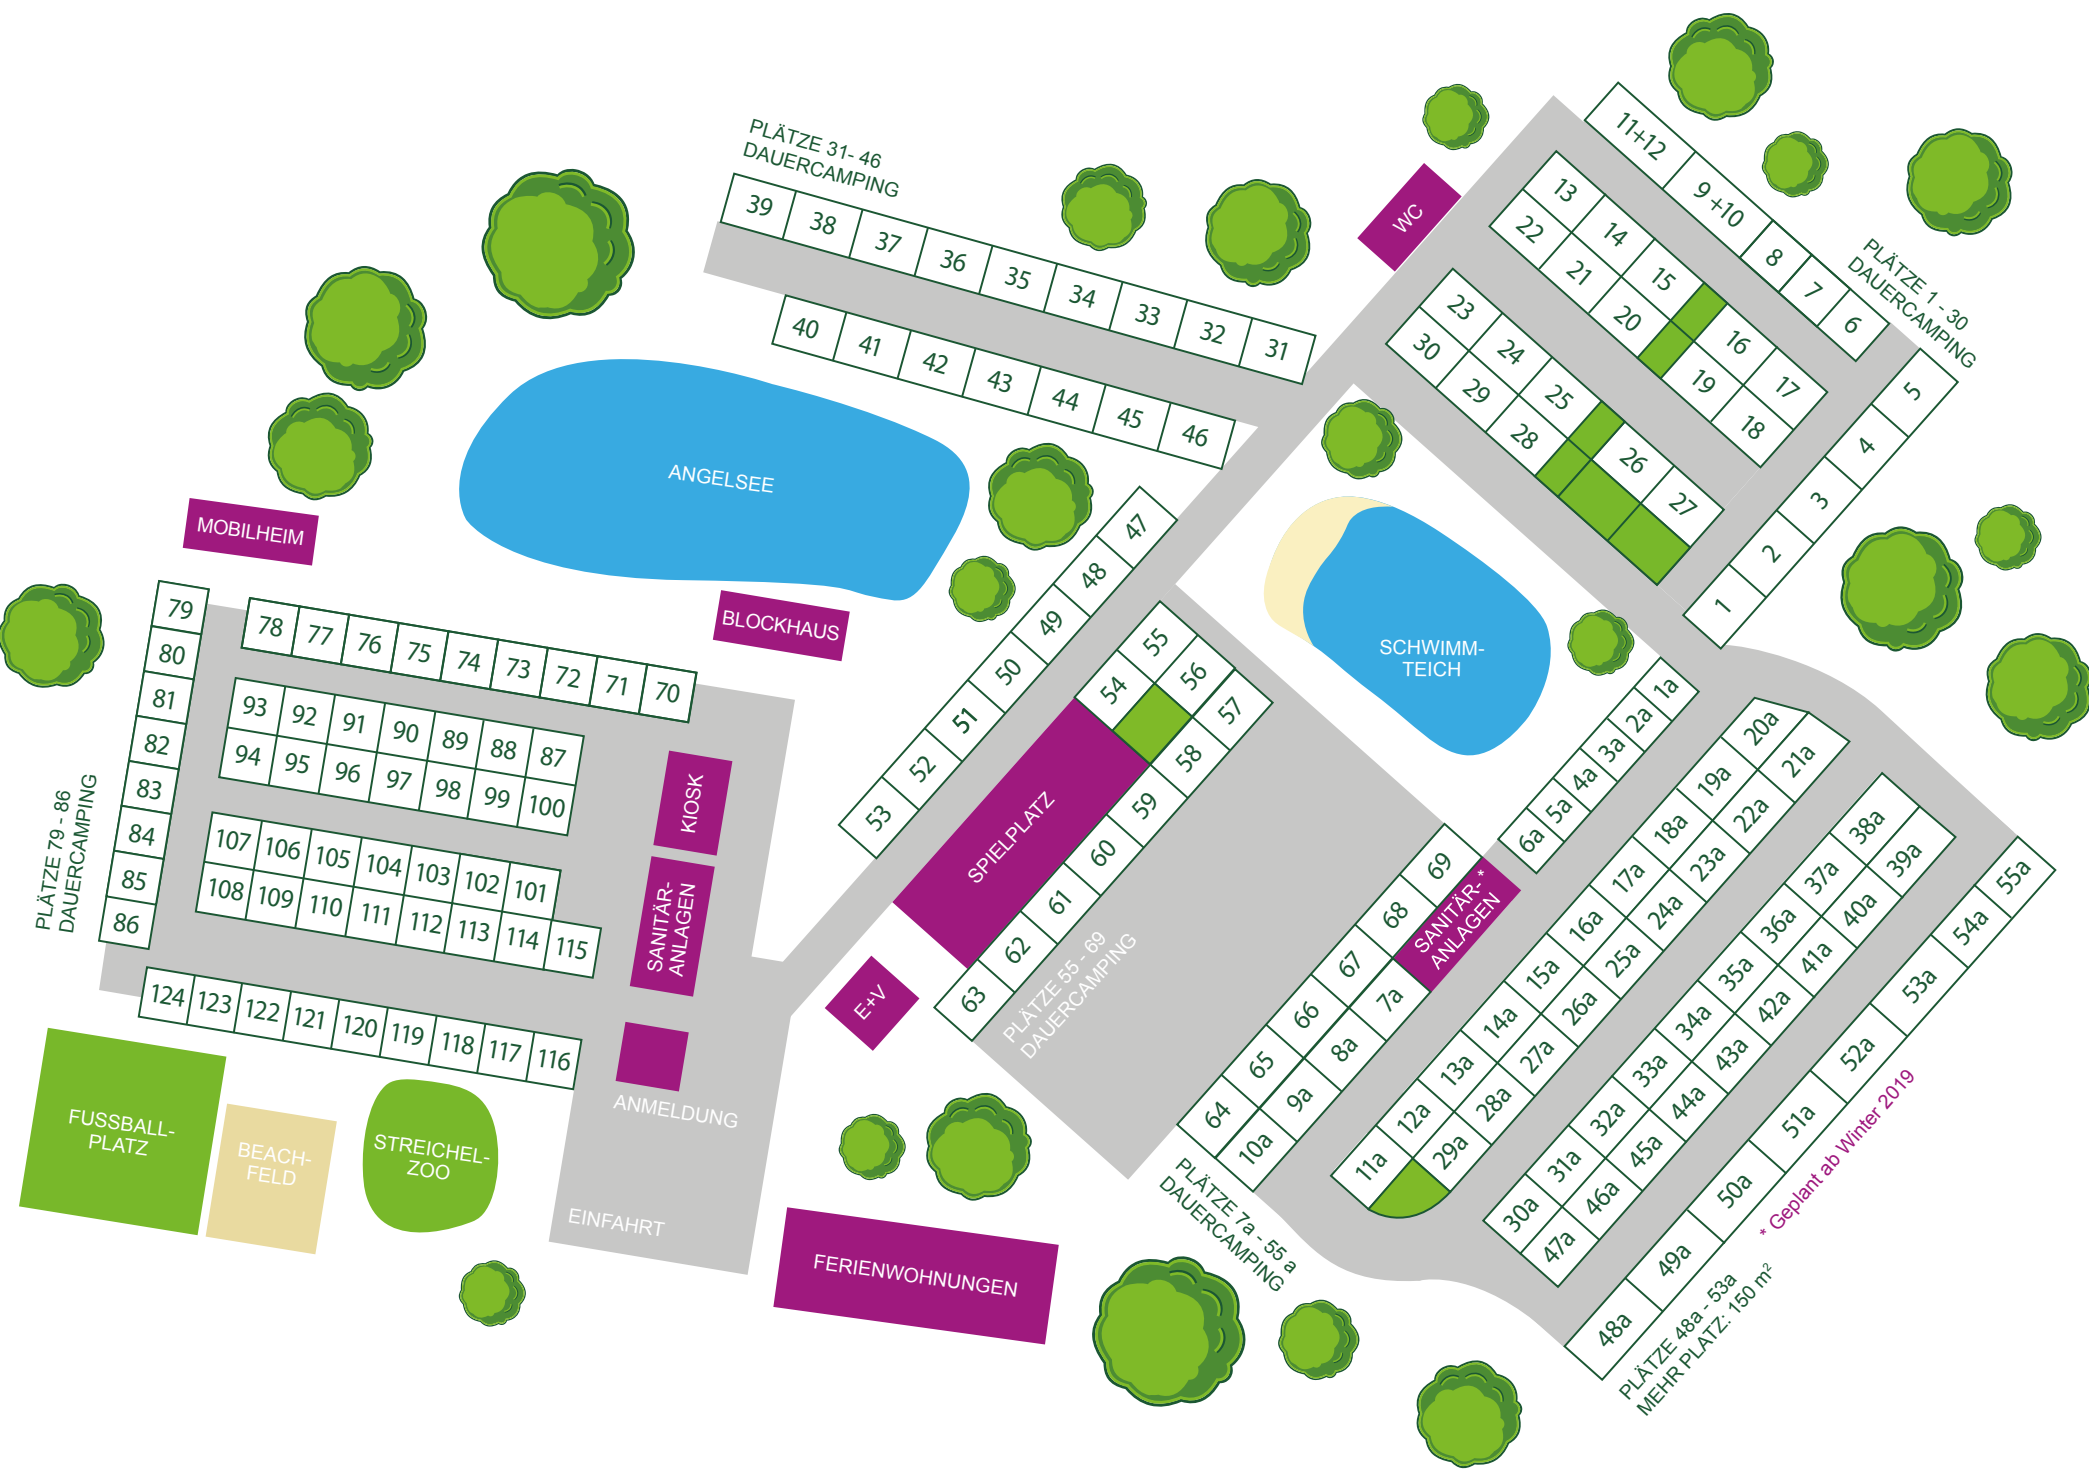 PLÄTZE 31- 46
DAUERCAMPING
39
38
37
36
35
34
33
32
31
40
41
42
43
44
45
46
WC
11+12
9 +10
8
7
6
PLÄTZE 1 - 30
DAUERCAMPING
13
14
15
16
17
22
21
20
19
18
23
24
25
26
27
30
29
28
5
4
3
2
1
ANGELSEE
MOBILHEIM
BLOCKHAUS
SCHWIMM-
TEICH
47
48
49
50
51
52
53
55
56
57
54
58
59
60
61
62
63
SPIELPLATZ
E+V
PLÄTZE 55 - 69
DAUERCAMPING
79
80
81
82
83
84
85
86
PLÄTZE 79 - 86
DAUERCAMPING
78
77
76
75
74
73
72
71
70
93
92
91
90
89
88
87
94
95
96
97
98
99
100
107
106
105
104
103
102
101
108
109
110
111
112
113
114
115
124
123
122
121
120
119
118
117
116
KIOSK
SANITÄR-
ANLAGEN
ANMELDUNG
EINFAHRT
FUSSBALL-
PLATZ
BEACH-
FELD
STREICHEL-
ZOO
FERIENWOHNUNGEN
1a
2a
3a
4a
5a
6a
69
68
67
66
65
64
SANITÄR- *
ANLAGEN
7a
8a
9a
10a
PLÄTZE 7a - 55 a
DAUERCAMPING
20a
19a
18a
17a
16a
15a
14a
13a
12a
11a
21a
22a
23a
24a
25a
26a
27a
28a
29a
38a
37a
36a
35a
34a
33a
32a
31a
30a
39a
40a
41a
42a
43a
44a
45a
46a
47a
55a
54a
53a
52a
51a
50a
49a
48a
* Geplant ab Winter 2019
PLÄTZE 48a - 53a
MEHR PLATZ: 150 m²